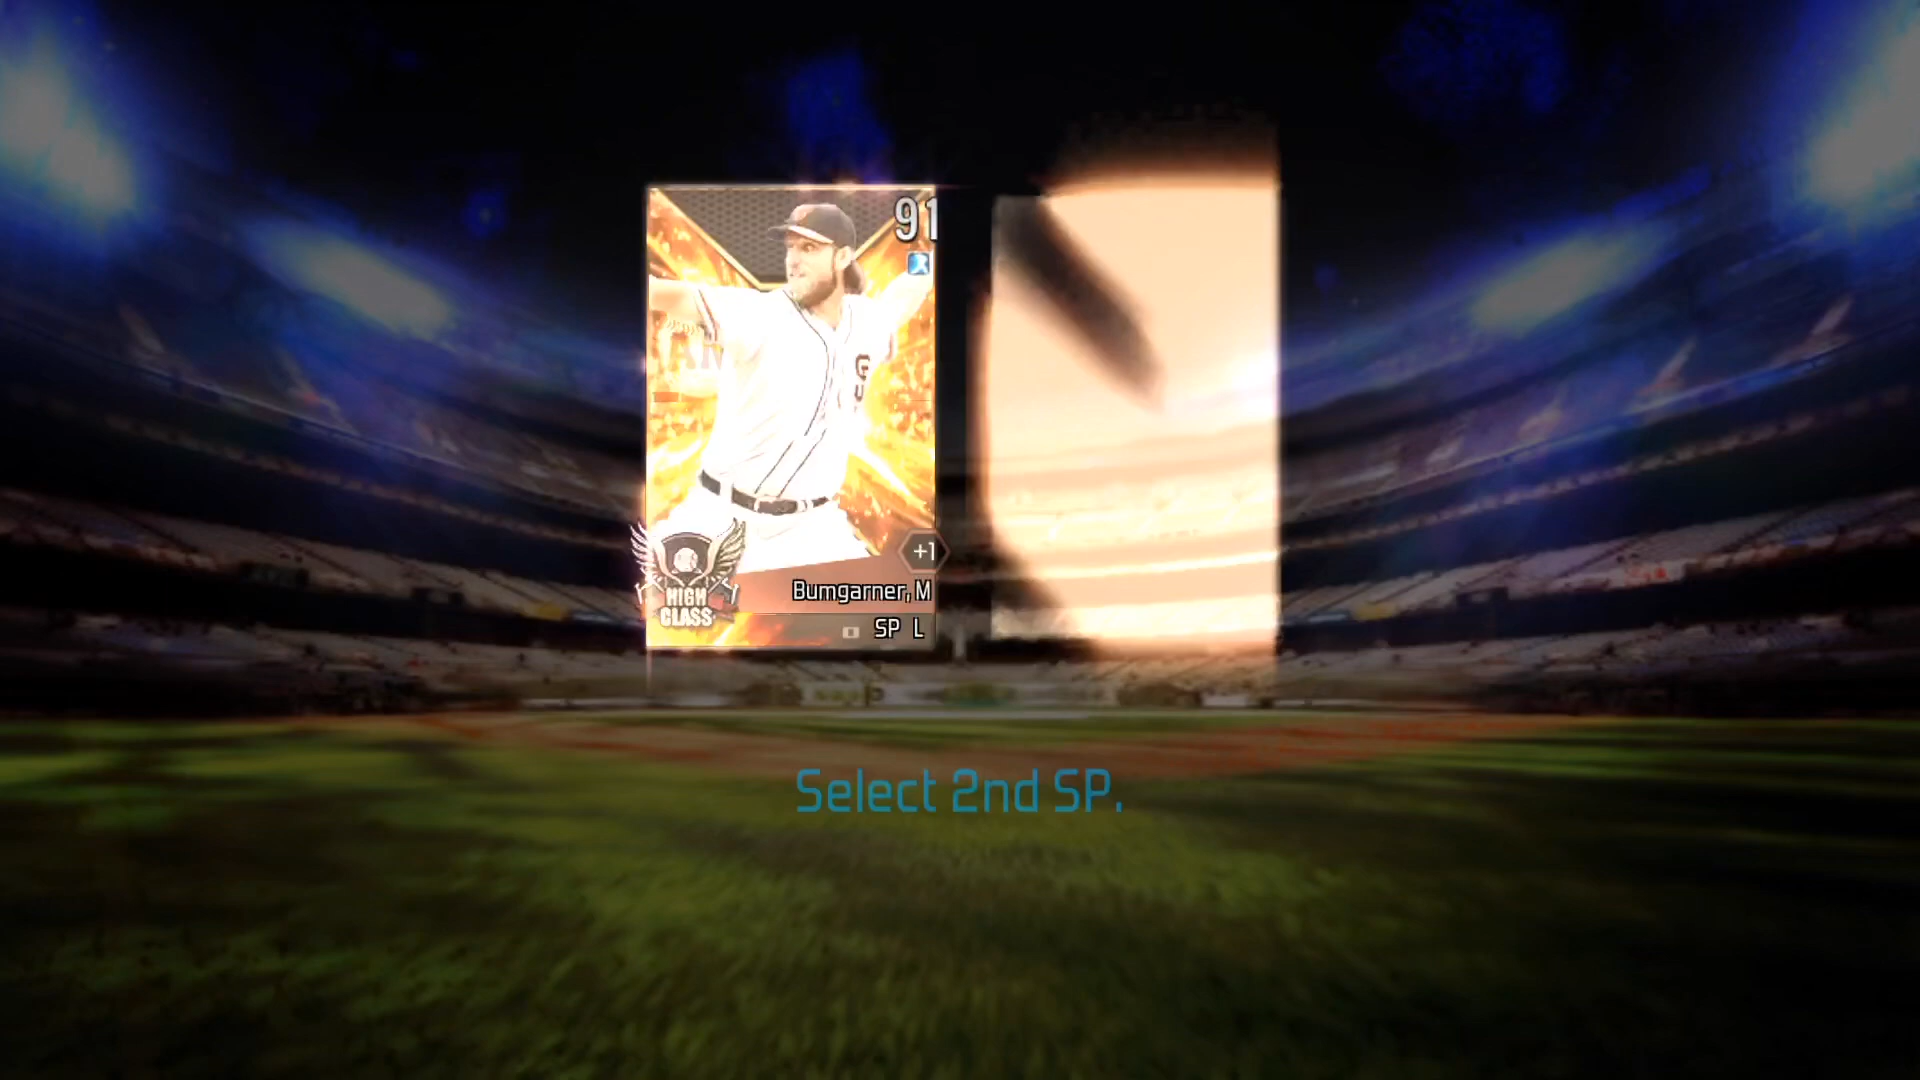 91
+1
Bumgarner, M
HIGH
CLASS
SP L
Select 2nd SP.